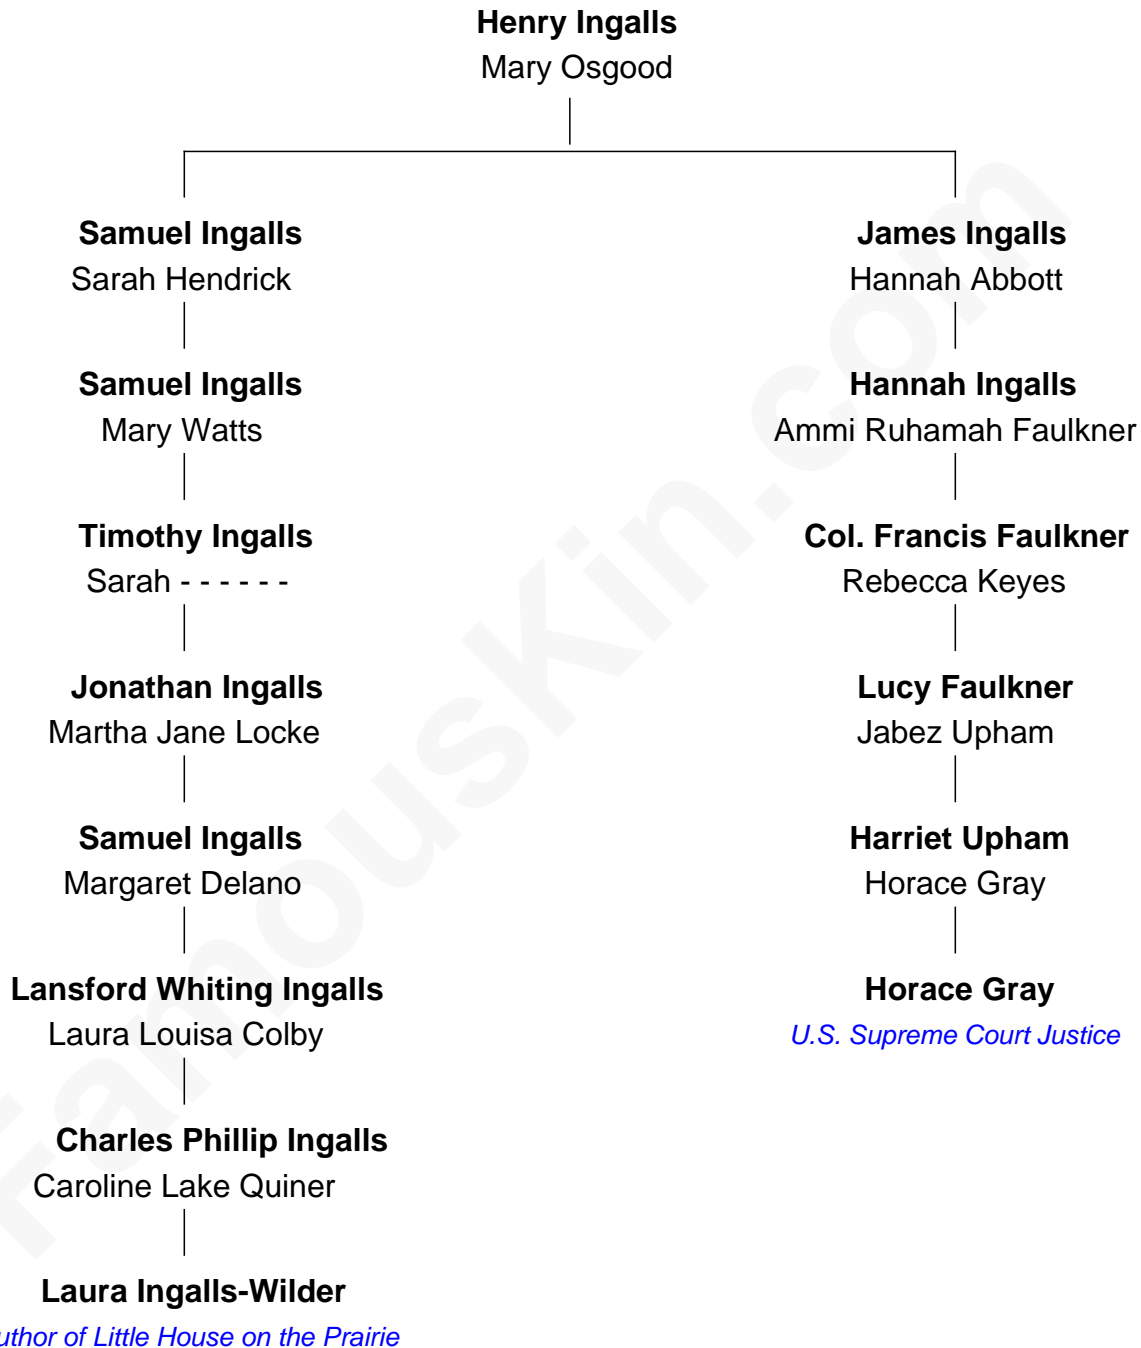 Henry Ingalls
Mary Osgood
Samuel Ingalls
Sarah Hendrick
James Ingalls
Hannah Abbott
Samuel Ingalls
Mary Watts
Hannah Ingalls
Ammi Ruhamah Faulkner
Timothy Ingalls
Sarah - - - - - -
Col. Francis Faulkner
Rebecca Keyes
Jonathan Ingalls
Martha Jane Locke
Lucy Faulkner
Jabez Upham
Samuel Ingalls
Margaret Delano
Harriet Upham
Horace Gray
Lansford Whiting Ingalls
Laura Louisa Colby
Horace Gray
U.S. Supreme Court Justice
Charles Phillip Ingalls
Caroline Lake Quiner
Laura Ingalls-Wilder
uthor of Little House on the Prairie
FamousKin.com